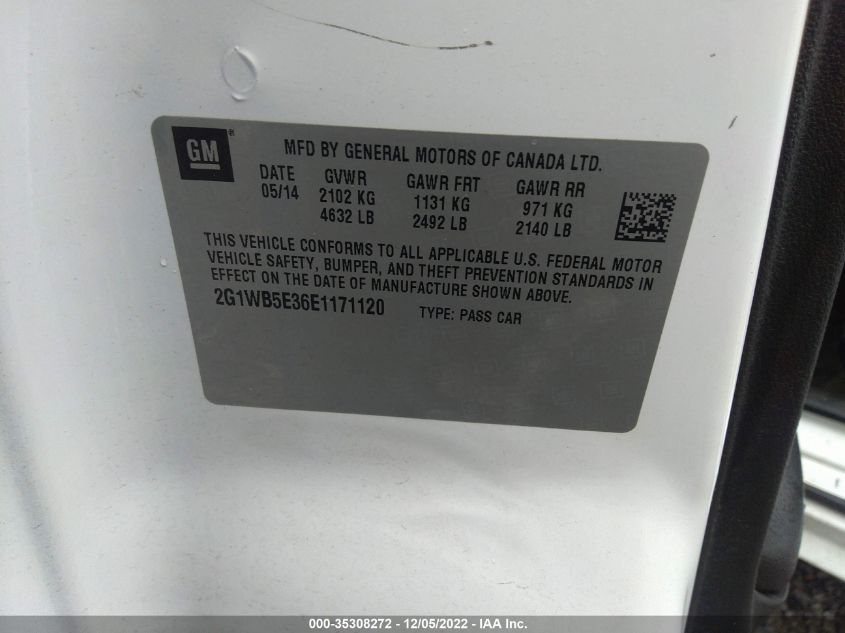 GM
MFD BY GENERAL MOTORS OF CANADA LTD.
DATE GVWR GAWR FRT GAWR RR
05/14 2102 KG 1131 KG 971 KG
4632 LB 2492 LB 2140 LB
THIS VEHICLE CONFORMS TO ALL APPLICABLE U.S. FEDERAL MOTOR
VEHICLE SAFETY, BUMPER, AND THEFT PREVENTION STANDARDS IN
EFFECT ON THE DATE OF MANUFACTURE SHOWN ABOVE.
2G1WB5E36E1171120 TYPE: PASS CAR
000-35308272 - 12/05/2022 - IAA Inc.